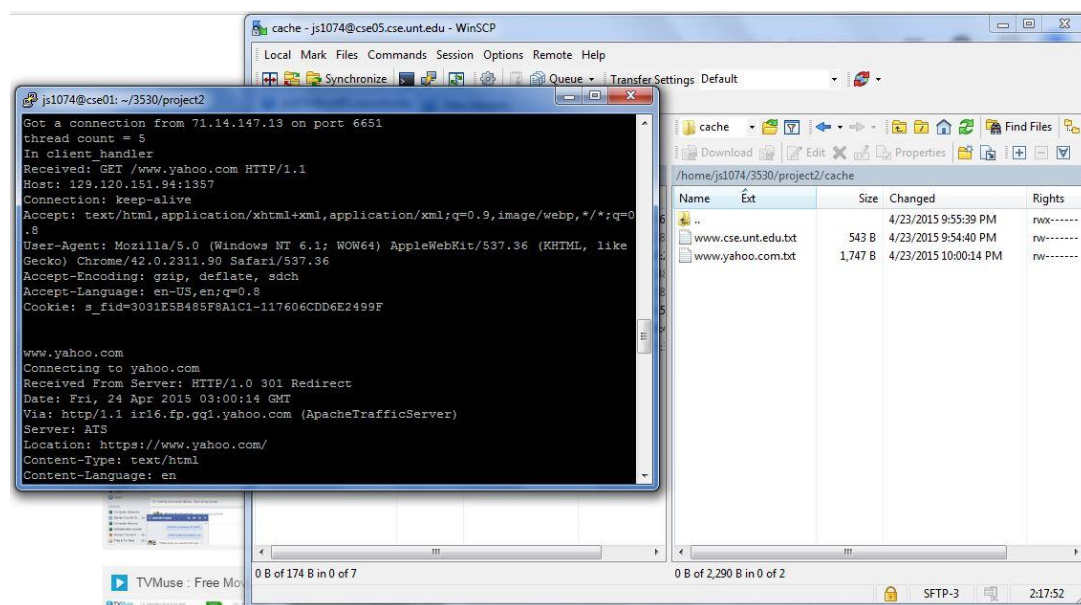 cache - js1074@cse05.cse.unt.edu - WinSCP
Local Mark Files Commands Session Options Remote Help
Synchronize Queue Transfer Settings Default
js1074@cse01: ~/3530/project2
Got a connection from 71.14.147.13 on port 6651
thread count = 5
In client_handler
Received: GET /www.yahoo.com HTTP/1.1
Host: 129.120.151.94:1357
Connection: keep-alive
Accept: text/html,application/xhtml+xml,application/xml;q=0.9,image/webp,*/*;q=0
.8
User-Agent: Mozilla/5.0 (Windows NT 6.1; WOW64) AppleWebKit/537.36 (KHTML, like
Gecko) Chrome/42.0.2311.90 Safari/537.36
Accept-Encoding: gzip, deflate, sdch
Accept-Language: en-US,en;q=0.8
Cookie: s_fid=3031E5B485F8A1C1-117606CDD6E2499F
www.yahoo.com
Connecting to yahoo.com
Received From Server: HTTP/1.0 301 Redirect
Date: Fri, 24 Apr 2015 03:00:14 GMT
Via: http/1.1 ir16.fp.gq1.yahoo.com (ApacheTrafficServer)
Server: ATS
Location: https://www.yahoo.com/
Content-Type: text/html
Content-Language: en
cache Find Files
Download Edit Properties
/home/js1074/3530/project2/cache
Name Ext Size Changed Rights
.. 4/23/2015 9:55:39 PM rwx------
www.cse.unt.edu.txt 543 B 4/23/2015 9:54:40 PM rw-------
www.yahoo.com.txt 1,747 B 4/23/2015 10:00:14 PM rw-------
0 B of 174 B in 0 of 7
0 B of 2,290 B in 0 of 2
SFTP-3 2:17:52
TVMuse : Free Mov